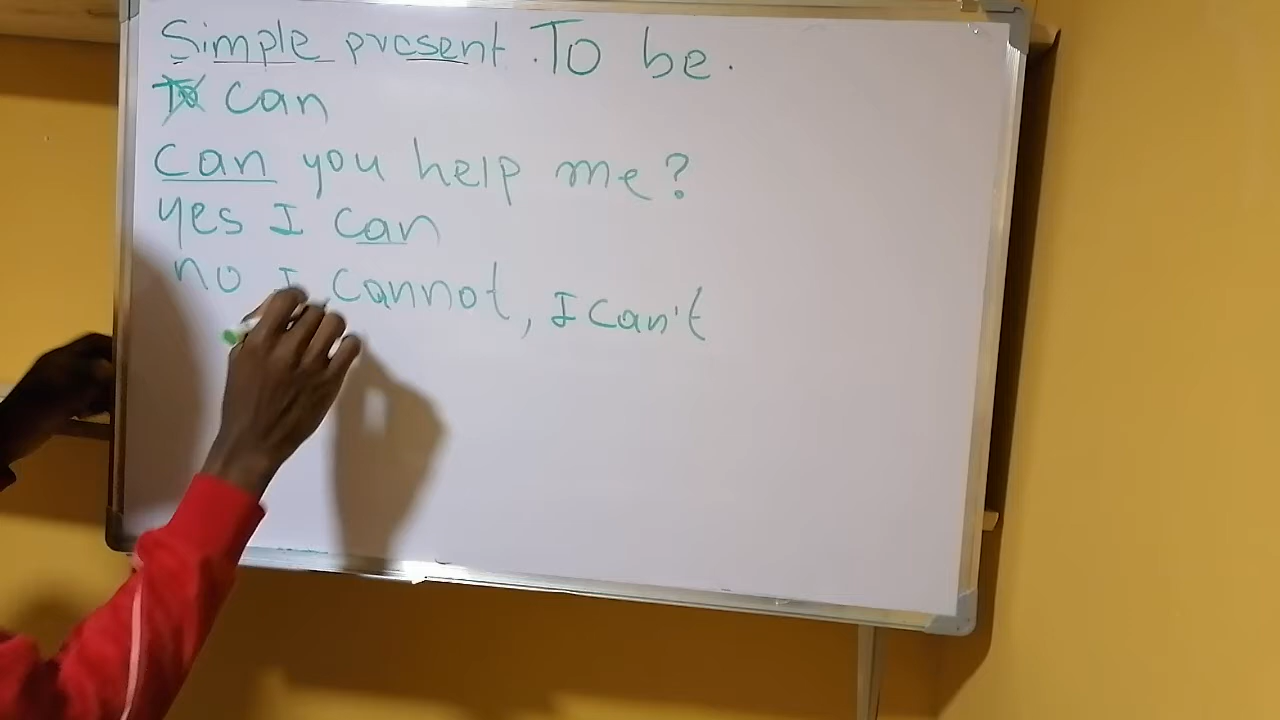 Simple present. To be.
To can
can you help me?
yes I can
no I cannot, I can't